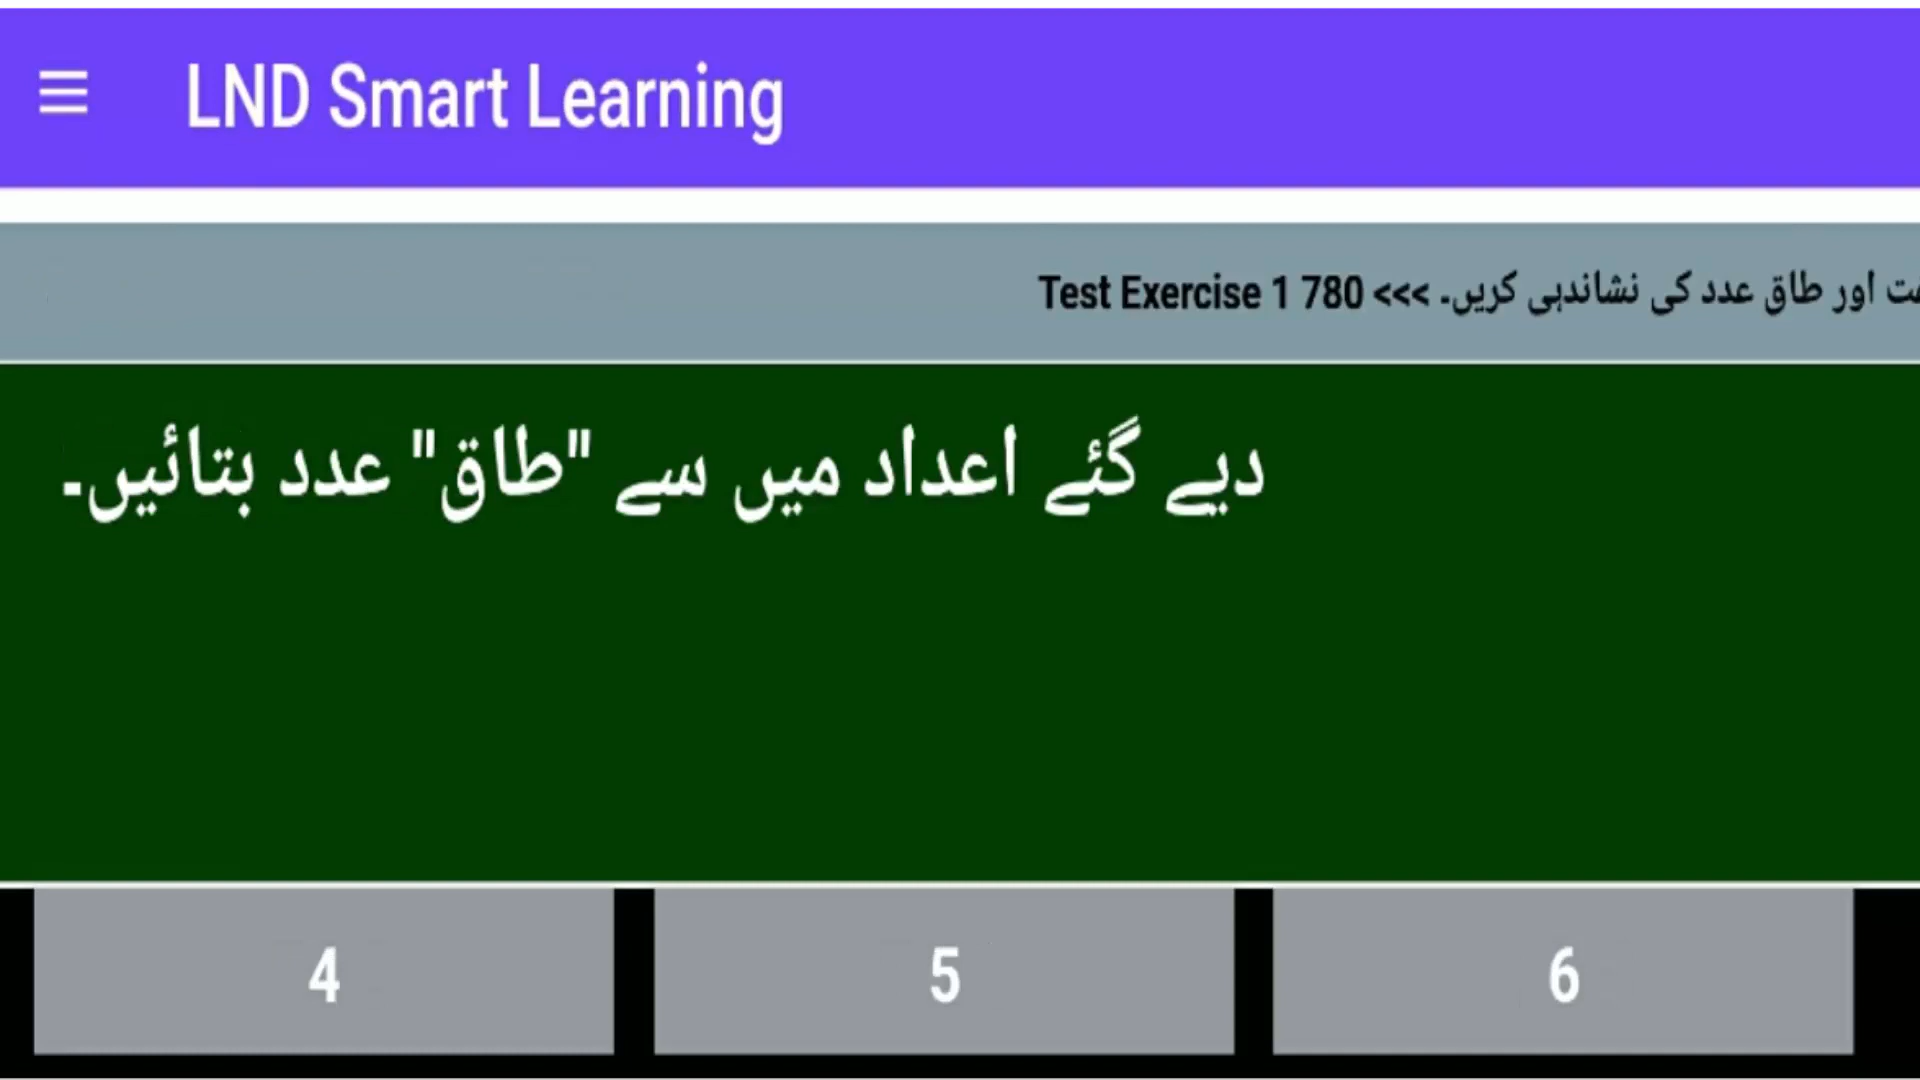 LND Smart Learning
اور طاق عدد کی نشاندہی کریں۔ >>> Test Exercise 1 780
دیے گئے اعداد میں سے "طاق" عدد بتائیں۔
4
5
6